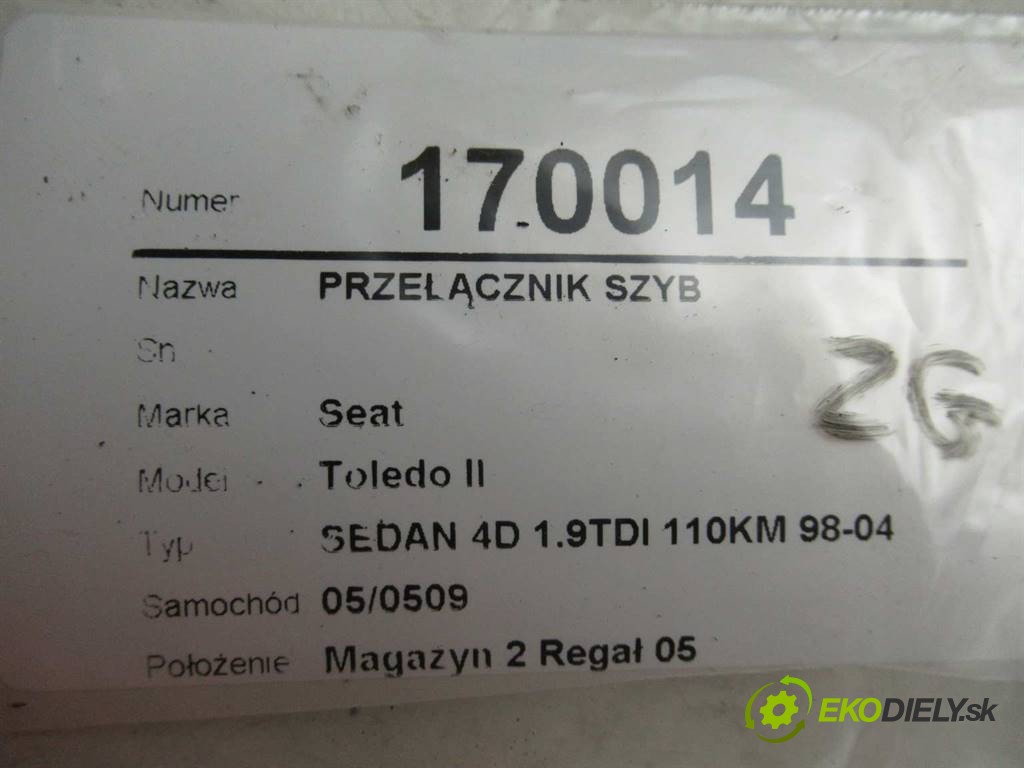 Numer 170014
Nazwa PRZEŁĄCZNIK SZYB
Sn
ZG
Marka Seat
Model Toledo II
Typ SEDAN 4D 1.9TDI 110KM 98-04
Samochód 05/0509
Położenie Magazyn 2 Regał 05
EKODIELY.sk